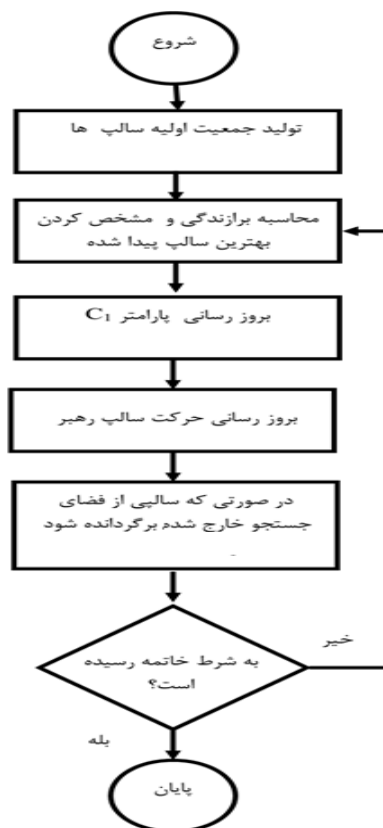 شروع
تولید جمعیت اولیه سالپ ها
محاسبه برازندگی و مشخص کردن
بهترین سالپ پیدا شده
بروز رسانی پارامتر C₁
بروز رسانی حرکت سالپ رهبر
در صورتی که سالپی از فضای
جستجو خارج شده برگردانده شود
به شرط خاتمه رسیده
است؟
خیر
بله
پایان